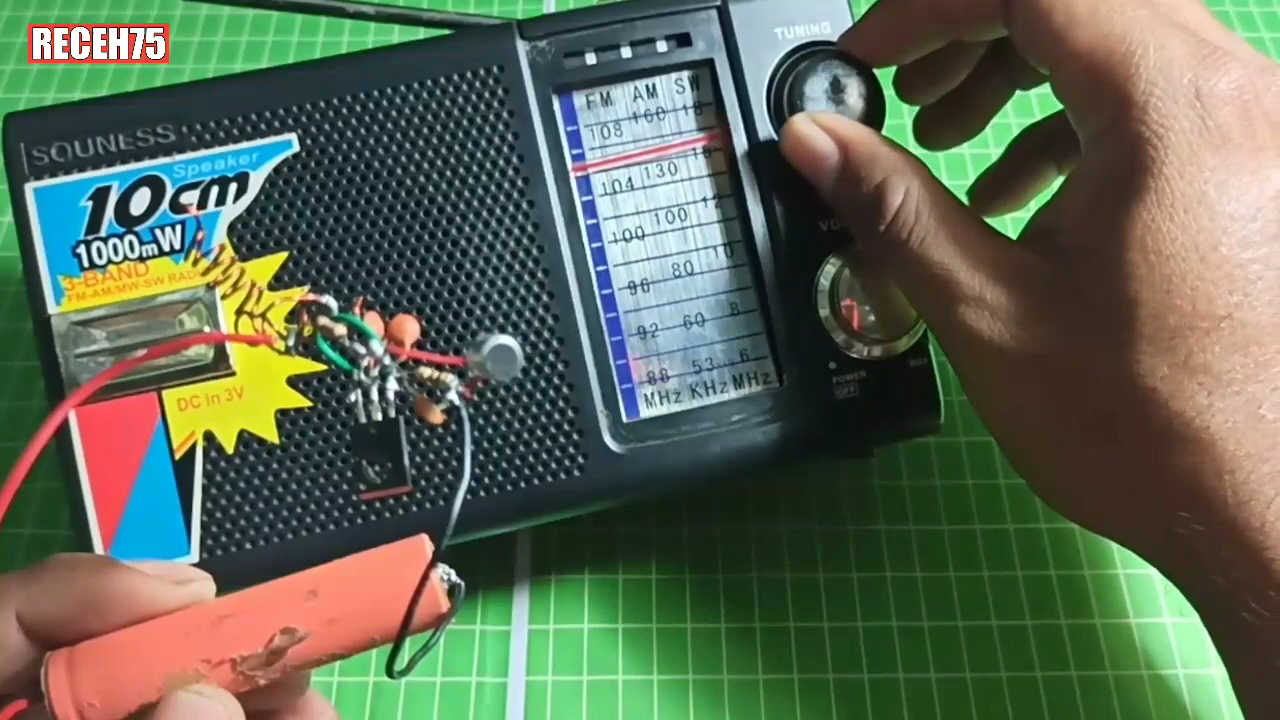 RECEH75
TUNING
SOUNESS
Speaker
10cm
1000mW
3-BAND
FM-AM/MW-SW RADIO
DC in 3V
FM AM SW
108 160 18
104 130 16
100 100 12
96 80 10
92 60 8
88 53 6
MHz KHz MHz
POWER
OFF